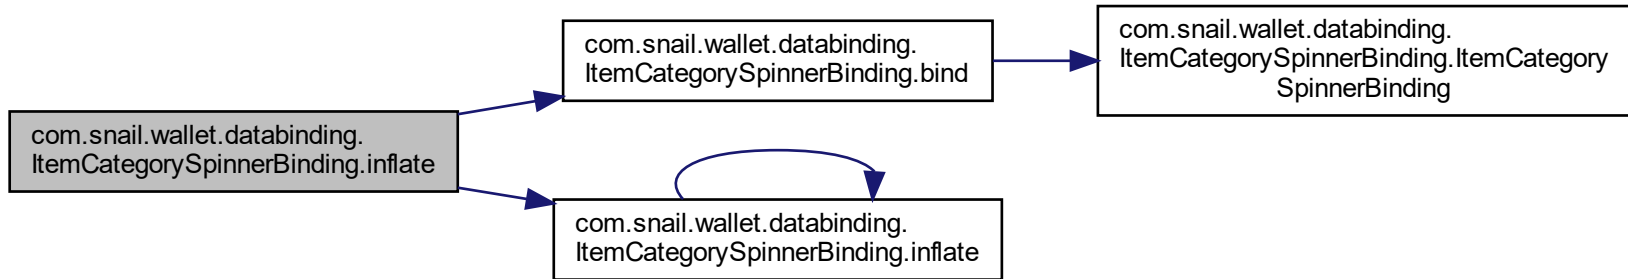 com.snail.wallet.databinding.
ItemCategorySpinnerBinding.inflate
com.snail.wallet.databinding.
ItemCategorySpinnerBinding.bind
com.snail.wallet.databinding.
ItemCategorySpinnerBinding.ItemCategory
SpinnerBinding
com.snail.wallet.databinding.
ItemCategorySpinnerBinding.inflate